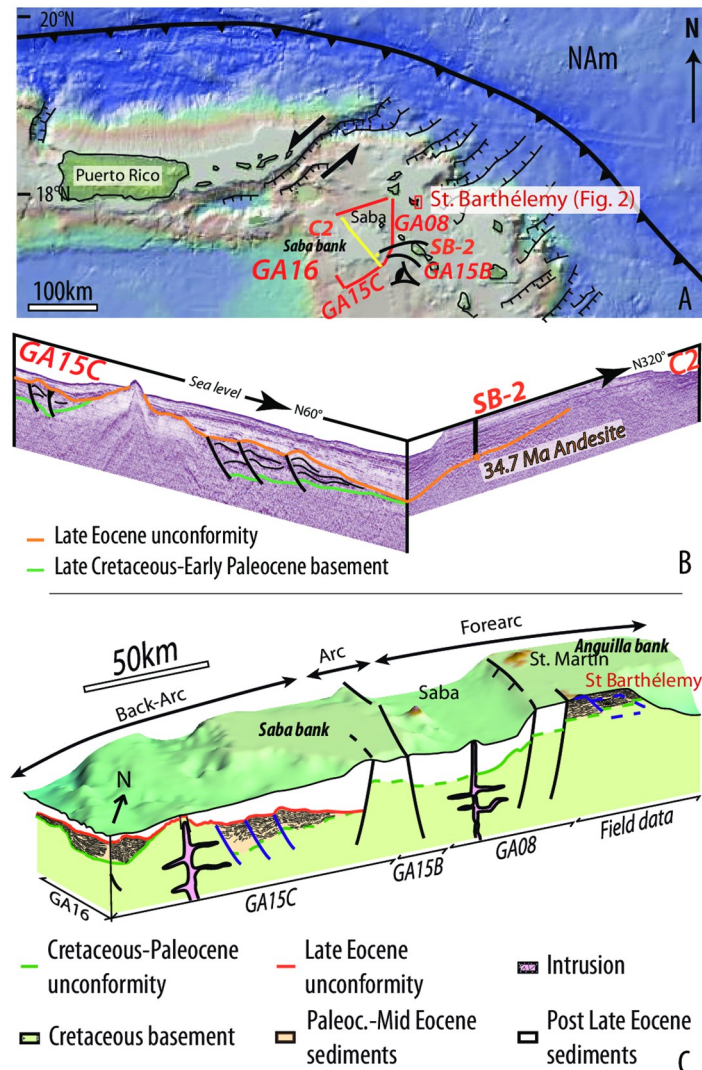 20°N
NAm
N
Puerto Rico
18°N
St. Barthélemy (Fig. 2)
Saba
C2
GA08
Saba bank
SB-2
GA16
GA15B
GA15C
100km
A
GA15C
Sea level
N60°
SB-2
N320°
C2
34.7 Ma Andesite
Late Eocene unconformity
Late Cretaceous-Early Paleocene basement
B
50km
Forearc
Arc
Back-Arc
Anguilla bank
St. Martin
St Barthélemy
Saba
Saba bank
N
Field data
GA08
GA15B
GA15C
GA16
Cretaceous-Paleocene
unconformity
Late Eocene
unconformity
Intrusion
Cretaceous basement
Paleoc.-Mid Eocene
sediments
Post Late Eocene
sediments
C